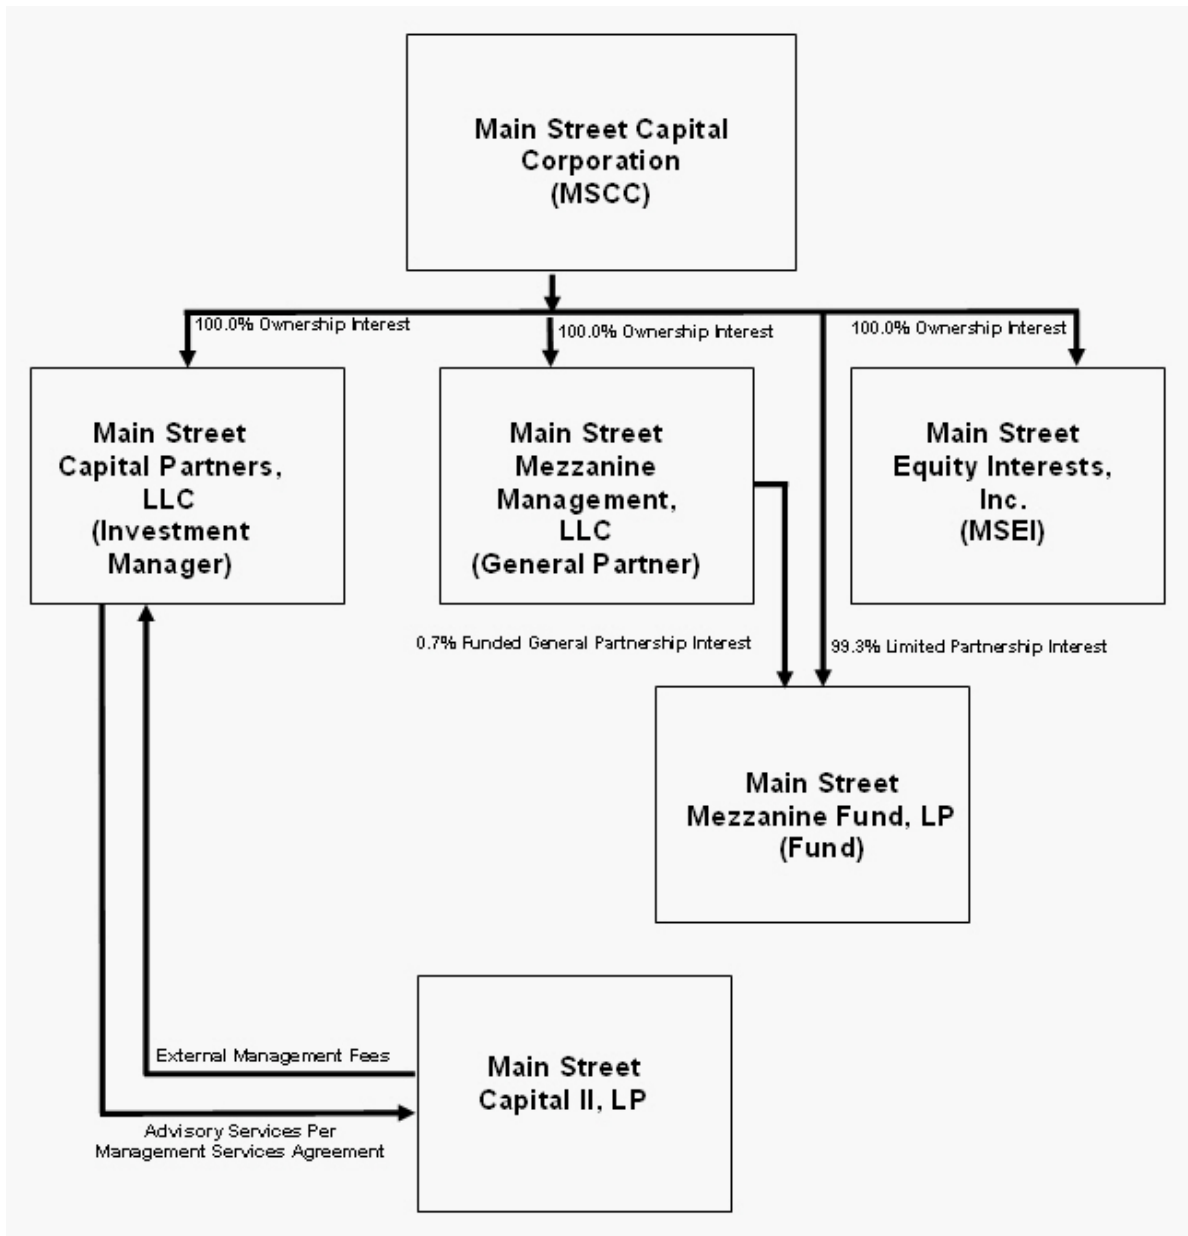 Main Street Capital
Corporation
(MSCC)
100.0% Ownership Interest
100.0% Ownership Interest
100.0% Ownership Interest
Main Street
Capital Partners,
LLC
(Investment
Manager)
Main Street
Mezzanine
Management,
LLC
(General Partner)
Main Street
Equity Interests,
Inc.
(MSEI)
0.7% Funded General Partnership Interest
99.3% Limited Partnership Interest
Main Street
Mezzanine Fund, LP
(Fund)
External Management Fees
Main Street
Capital II, LP
Advisory Services Per
Management Services Agreement